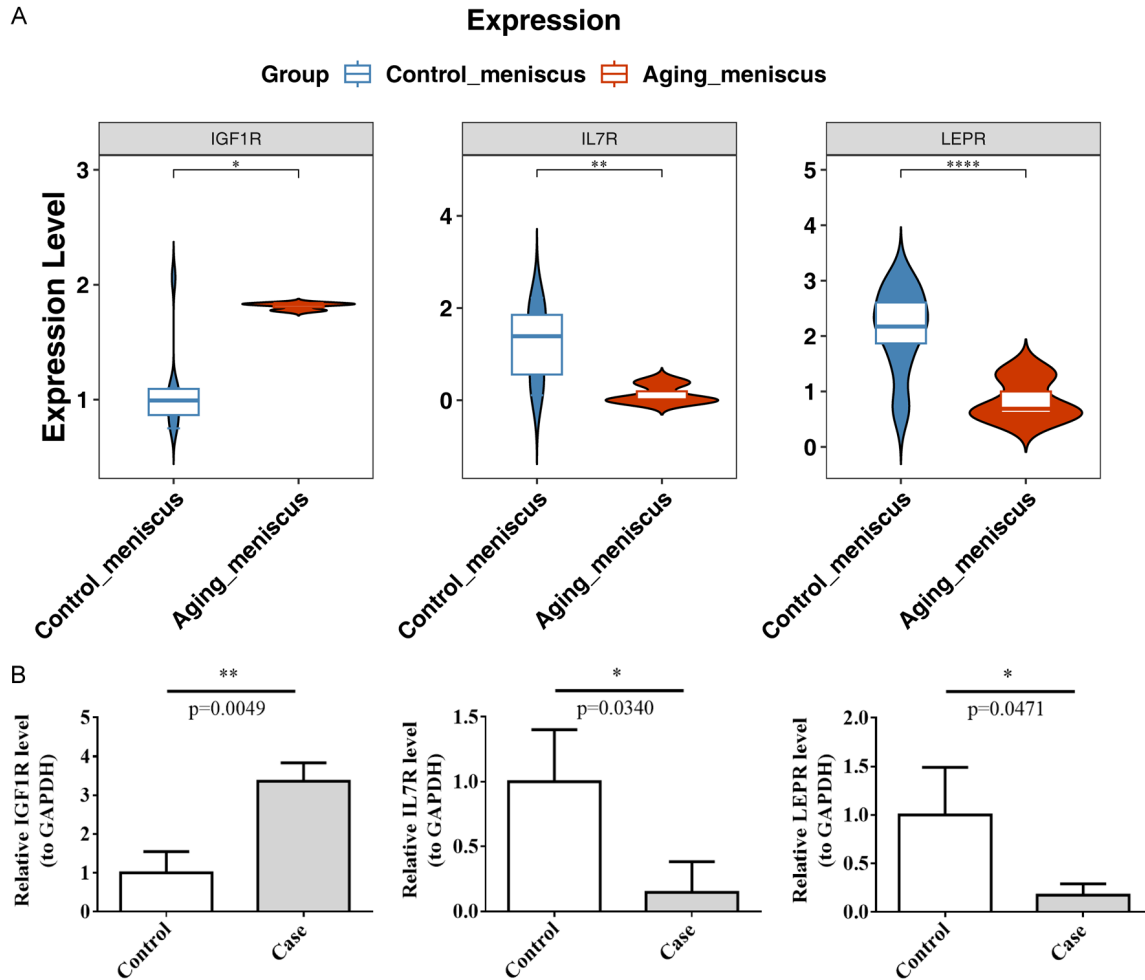 A
Expression
Group Control_meniscus Aging_meniscus
IGF1R
IL7R
LEPR
*
**
****
Expression Level
3
2
1
4
2
0
5
4
3
2
1
0
Control_meniscus
Aging_meniscus
Control_meniscus
Aging_meniscus
Control_meniscus
Aging_meniscus
B
**
p=0.0049
Relative IGF1R level
(to GAPDH)
5
4
3
2
1
0
Control
Case
*
p=0.0340
Relative IL7R level
(to GAPDH)
1.5
1.0
0.5
0.0
Control
Case
*
p=0.0471
Relative LEPR level
(to GAPDH)
2.0
1.5
1.0
0.5
0.0
Control
Case